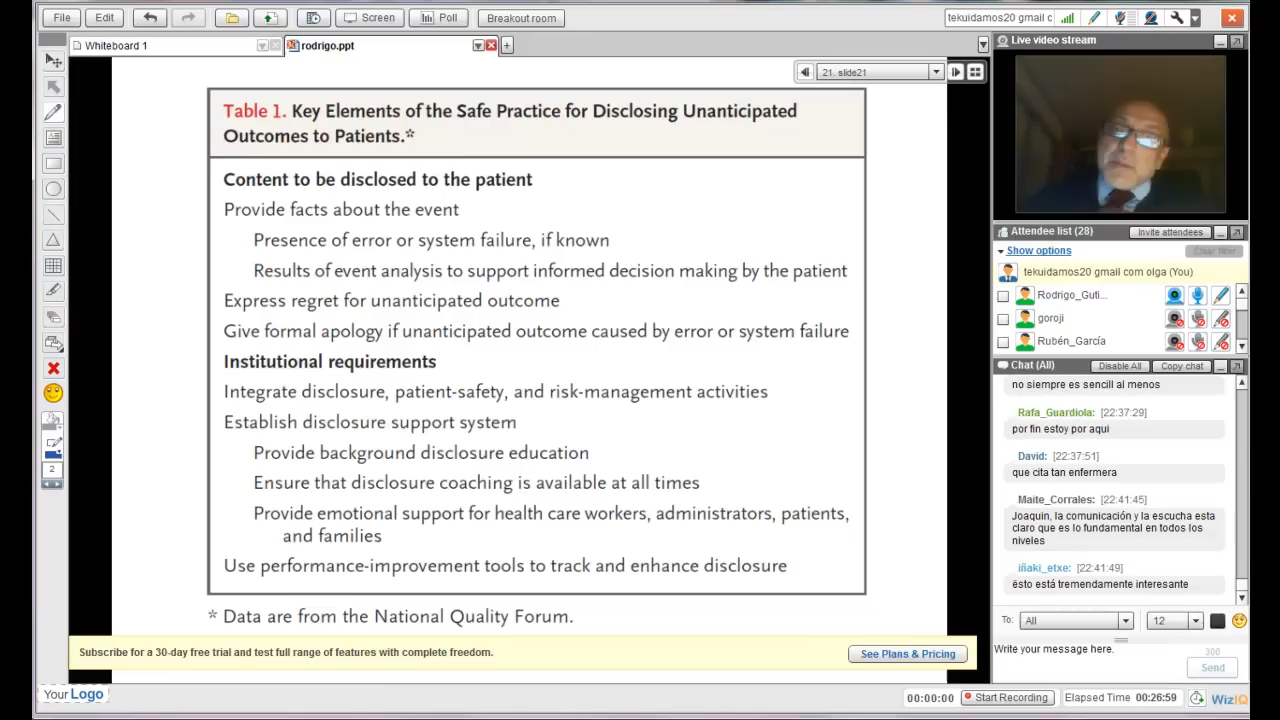 File Edit Screen Poll Breakout room
tekuidamos20 gmail c
Whiteboard 1
rodrigo.ppt
21. slide21
Table 1. Key Elements of the Safe Practice for Disclosing Unanticipated
Outcomes to Patients.*
Content to be disclosed to the patient
Provide facts about the event
Presence of error or system failure, if known
Results of event analysis to support informed decision making by the patient
Express regret for unanticipated outcome
Give formal apology if unanticipated outcome caused by error or system failure
Institutional requirements
Integrate disclosure, patient-safety, and risk-management activities
Establish disclosure support system
Provide background disclosure education
Ensure that disclosure coaching is available at all times
Provide emotional support for health care workers, administrators, patients,
and families
Use performance-improvement tools to track and enhance disclosure
* Data are from the National Quality Forum.
2
Subscribe for a 30-day free trial and test full range of features with complete freedom.
See Plans & Pricing
Your Logo
Live video stream
Attendee list (28)
Invite attendees
Show options
Clear filter
tekuidamos20 gmail com olga (You)
Rodrigo_Guti...
goroji
Rubén_García
Chat (All)
Disable All
Copy chat
no siempre es sencill al menos
Rafa_Guardiola: [22:37:29]
por fin estoy por aqui
David: [22:37:51]
que cita tan enfermera
Maite_Corrales: [22:41:45]
Joaquin, la comunicación y la escucha esta
claro que es lo fundamental en todos los
niveles
iñaki_etxe: [22:41:49]
ësto está tremendamente interesante
To: All 12
Write your message here.
300
Send
00:00:00 Start Recording Elapsed Time 00:26:59 WizIQ